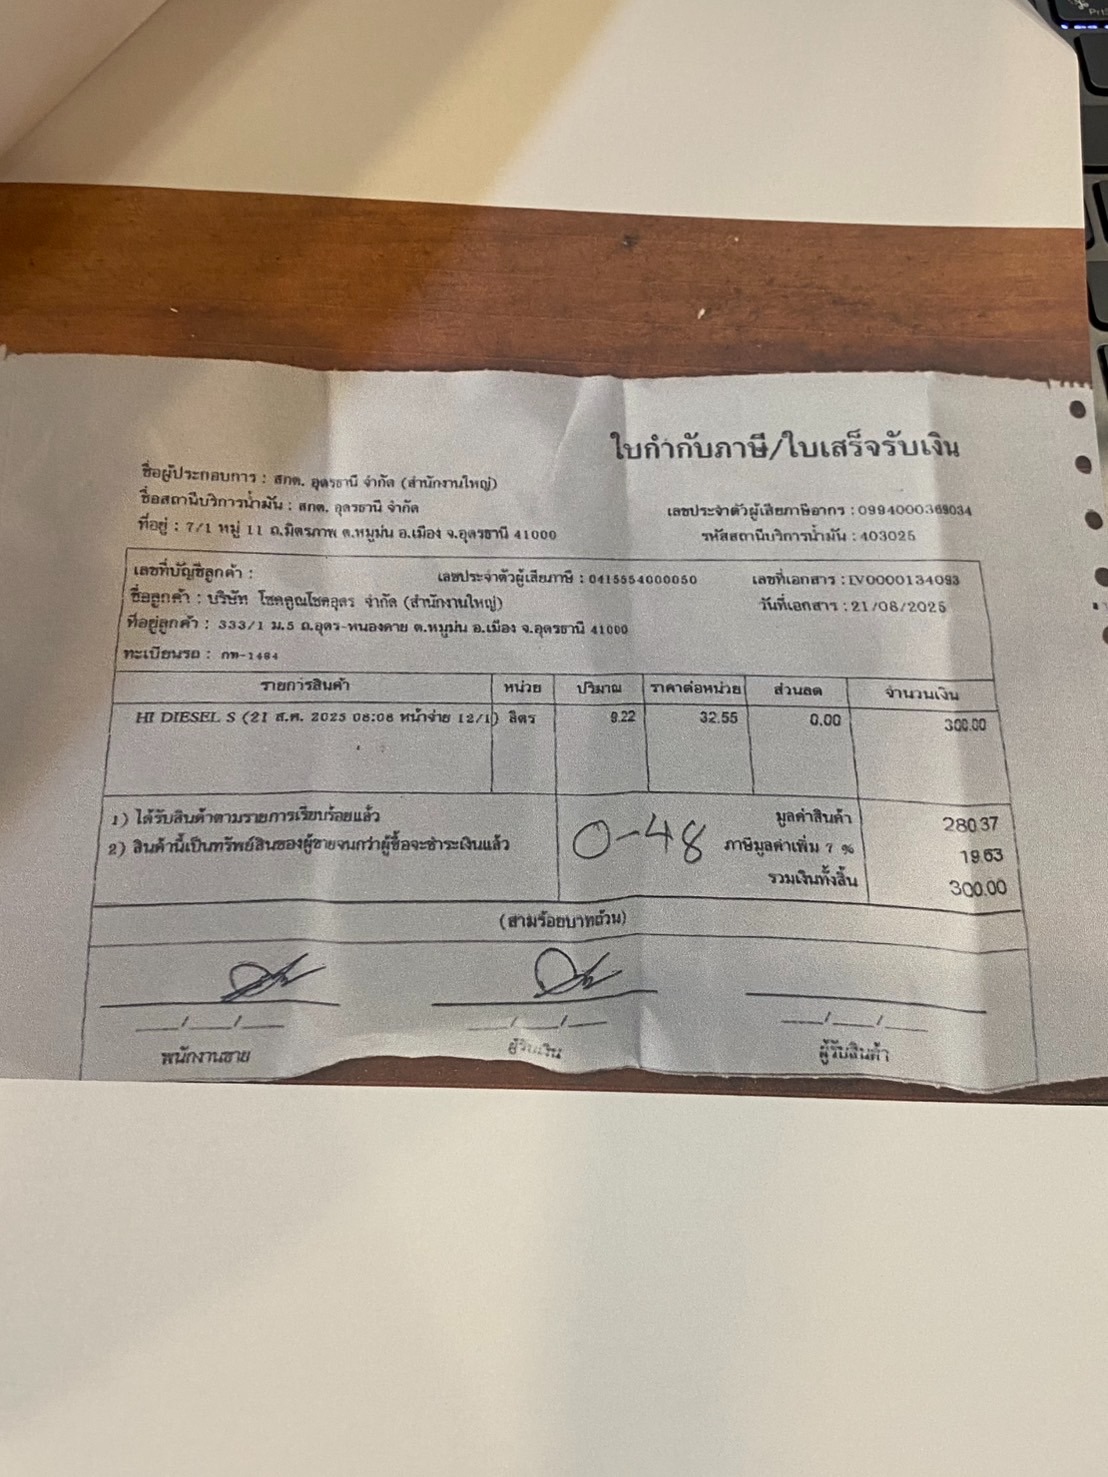 ใบกำกับภาษี/ใบเสร็จรับเงิน
ชื่อผู้ประกอบการ : สกต. อุดรธานี จำกัด (สำนักงานใหญ่)
ชื่อสถานีบริการน้ำมัน : สกต. อุดรธานี จำกัด
เลขประจำตัวผู้เสียภาษีอากร : 0994000369034
ที่อยู่ : 7/1 หมู่ 11 ถ.มิตรภาพ ต.หมูม่น อ.เมือง จ.อุดรธานี 41000
รหัสสถานีบริการน้ำมัน : 403025
เลขที่บัญชีลูกค้า : เลขประจำตัวผู้เสียภาษี : 0415554000050 เลขที่เอกสาร : IV0000134093
ชื่อลูกค้า : บริษัท โชคคูณโชคอุดร จำกัด (สำนักงานใหญ่) วันที่เอกสาร : 21/08/2025
ที่อยู่ลูกค้า : 333/1 ม.5 ถ.อุดร-หนองคาย ต.หมูม่น อ.เมือง จ.อุดรธานี 41000
ทะเบียนรถ : กท-1484
รายการสินค้า หน่วย ปริมาณ ราคาต่อหน่วย ส่วนลด จำนวนเงิน
HI DIESEL S (21 ส.ค. 2025 08:08 หน้าจ่าย 12/1) ลิตร 9.22 32.55 0.00 300.00
1) ได้รับสินค้าตามรายการเรียบร้อยแล้ว มูลค่าสินค้า 280.37
2) สินค้านี้เป็นทรัพย์สินของผู้ขายจนกว่าผู้ซื้อจะชำระเงินแล้ว 0-48 ภาษีมูลค่าเพิ่ม 7 % 19.63
รวมเงินทั้งสิ้น 300.00
(สามร้อยบาทถ้วน)
___/___/___ ___/___/___ ___/___/___
พนักงานขาย ผู้รับเงิน ผู้รับสินค้า